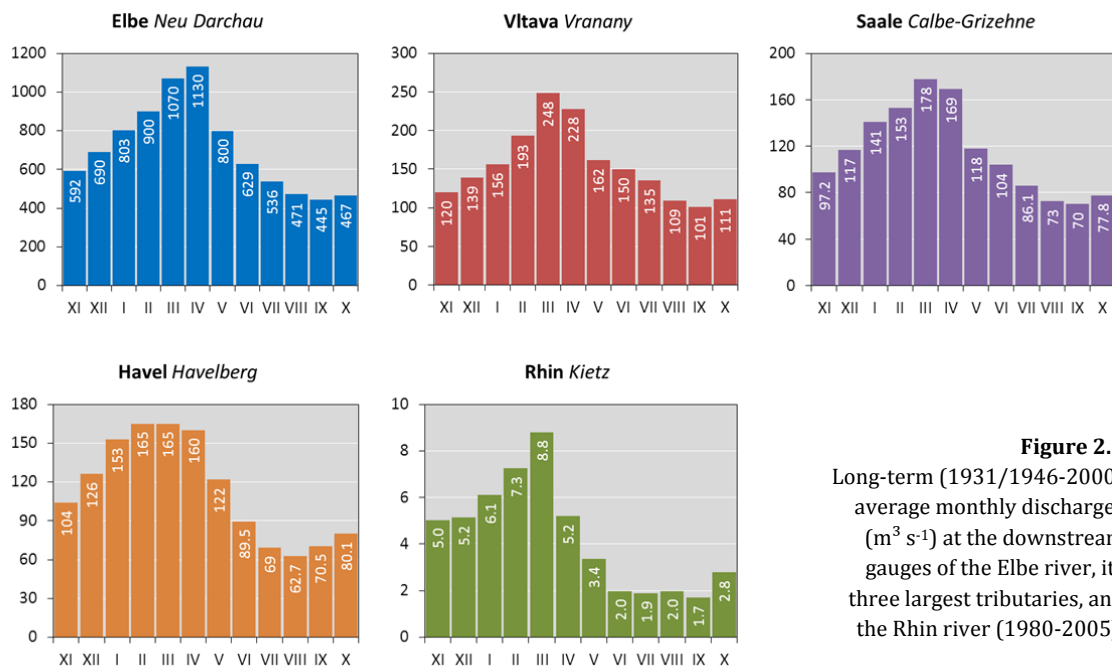 Elbe Neu Darchau
1200
1000
800
600
400
200
0
592 690 803 900 1070 1130 800 629 536 471 445 467
XI XII I II III IV V VI VII VIII IX X
Vltava Vranany
300
250
200
150
100
50
0
120 139 156 193 248 228 162 150 135 109 101 111
XI XII I II III IV V VI VII VIII IX X
Saale Calbe-Grizehne
200
160
120
80
40
0
97.2 117 141 153 178 169 118 104 86.1 73 70 77.8
XI XII I II III IV V VI VII VIII IX X
Havel Havelberg
180
150
120
90
60
30
0
104 126 153 165 165 160 122 89.5 69 62.7 70.5 80.1
XI XII I II III IV V VI VII VIII IX X
Rhin Kietz
10
8
6
4
2
0
5.0 5.2 6.1 7.3 8.8 5.2 3.4 2.0 1.9 2.0 1.7 2.8
XI XII I II III IV V VI VII VIII IX X
Figure 2.
Long-term (1931/1946-2000
average monthly discharge
(m³ s⁻¹) at the downstream
gauges of the Elbe river, it
three largest tributaries, an
the Rhin river (1980-2005)